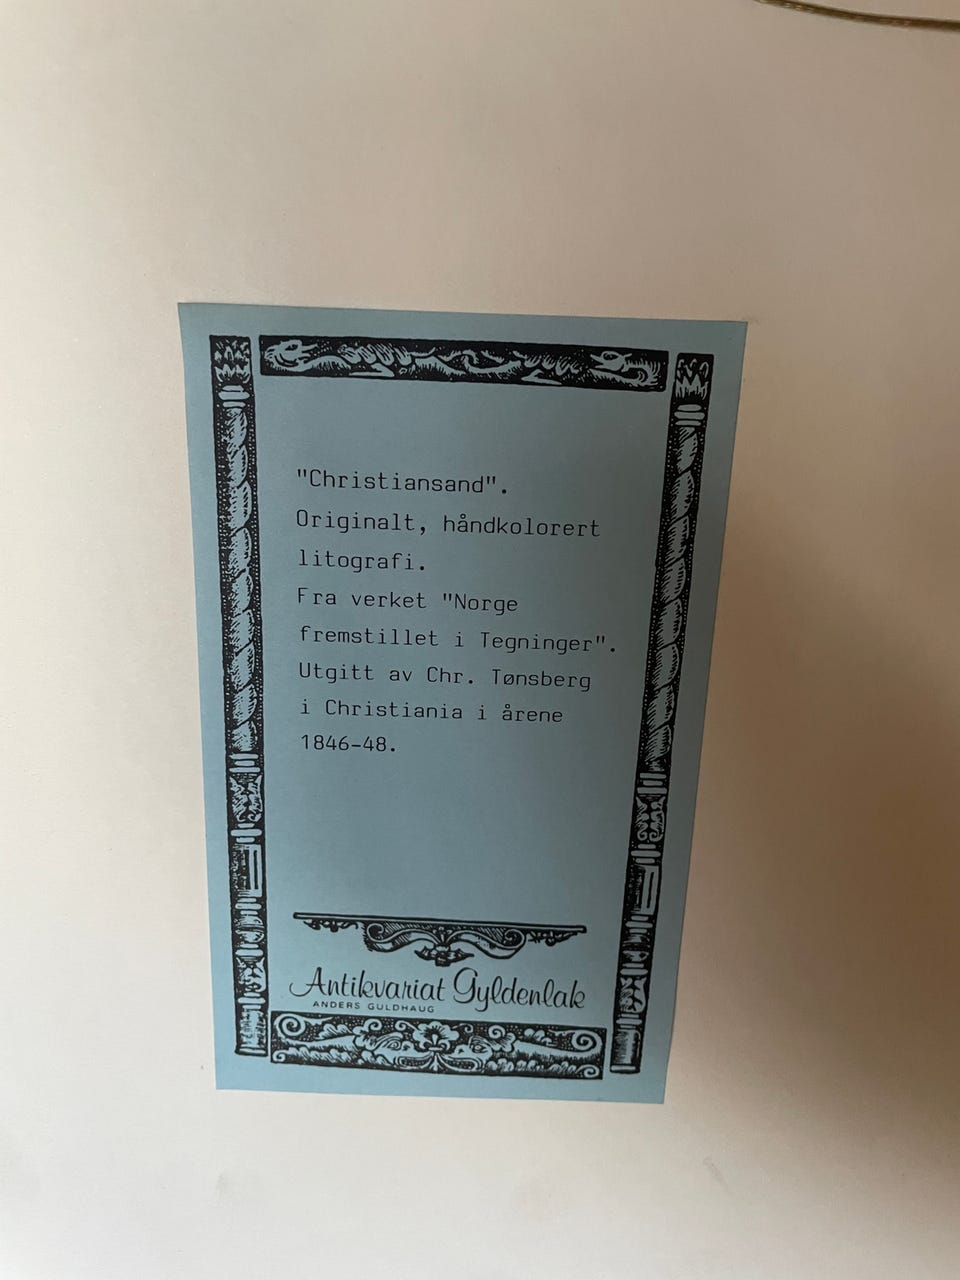 "Christiansand".
Originalt, håndkolorert
litografi.
Fra verket "Norge
fremstillet i Tegninger".
Utgitt av Chr. Tønsberg
i Christiania i årene
1846-48.
Antikvariat Gyldenlak
ANDERS GULDHAUG